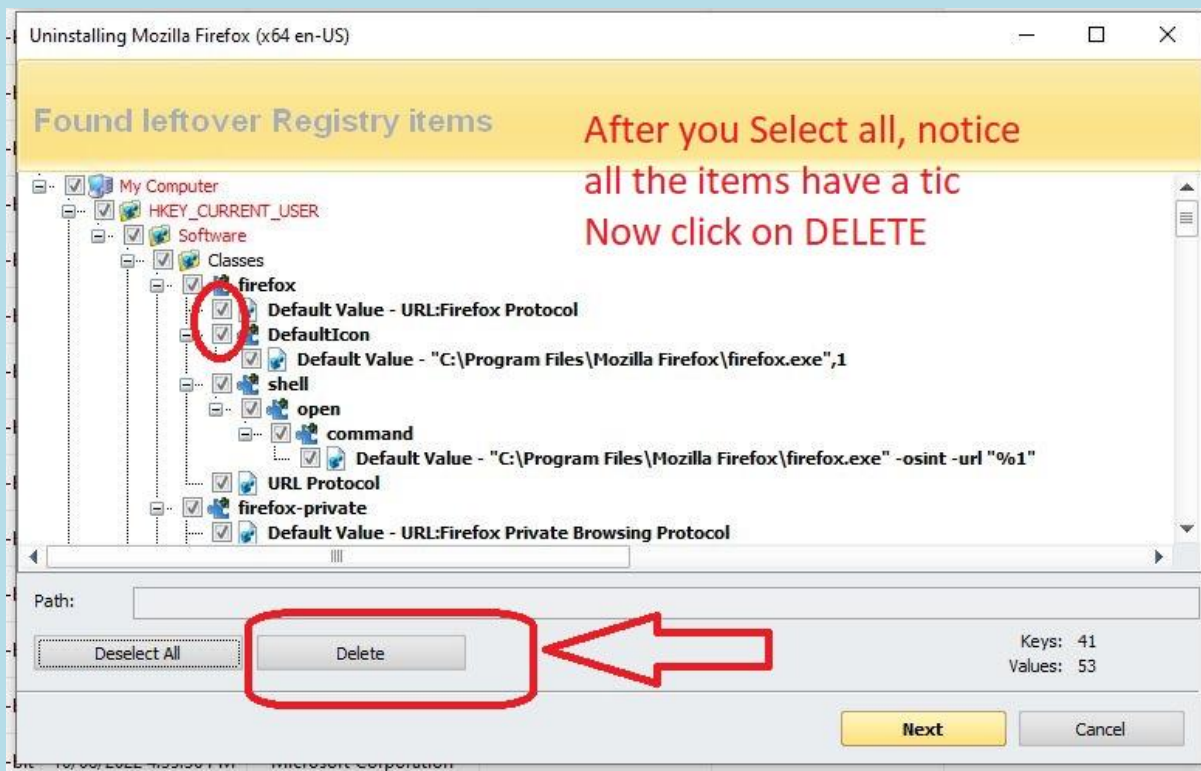 Uninstalling Mozilla Firefox (x64 en-US)
Found leftover Registry items
After you Select all, notice
all the items have a tic
Now click on DELETE
My Computer
HKEY_CURRENT_USER
Software
Classes
firefox
Default Value - URL:Firefox Protocol
DefaultIcon
Default Value - "C:\Program Files\Mozilla Firefox\firefox.exe",1
shell
open
command
Default Value - "C:\Program Files\Mozilla Firefox\firefox.exe" -osint -url "%1"
URL Protocol
firefox-private
Default Value - URL:Firefox Private Browsing Protocol
Path:
Deselect All
Delete
Keys: 41
Values: 53
Next
Cancel
Microsoft Corporation